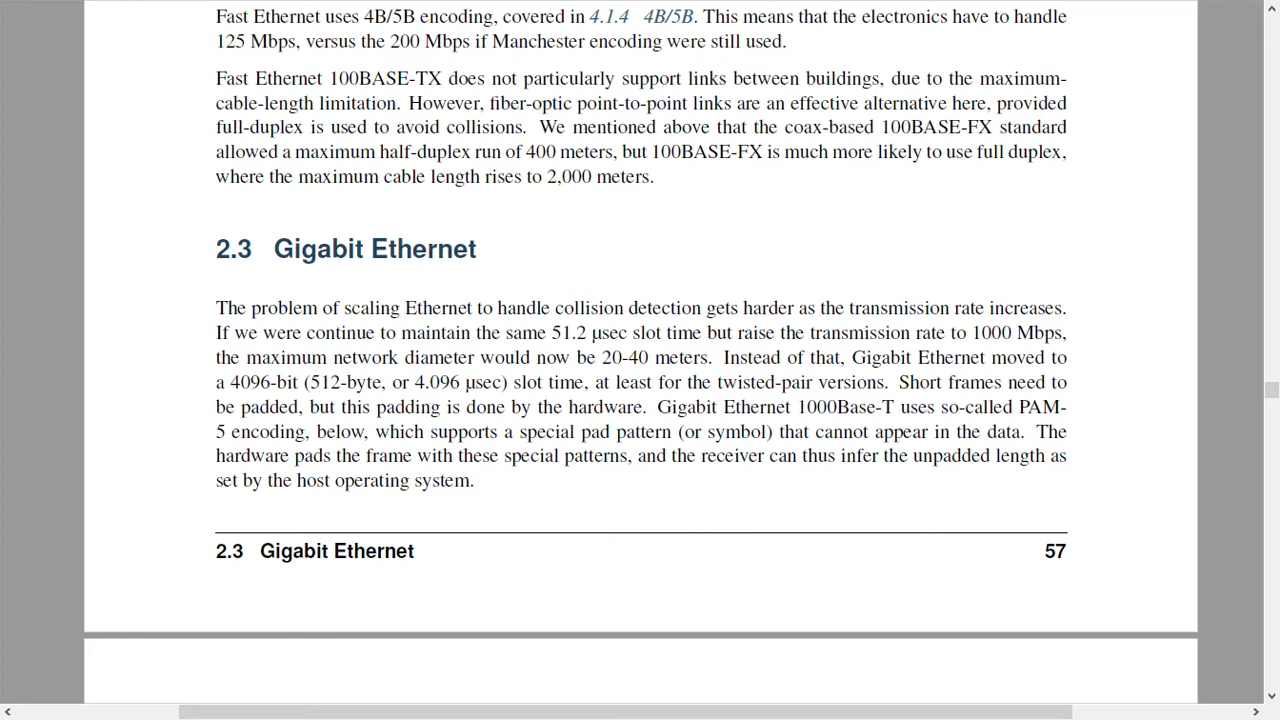 Fast Ethernet uses 4B/5B encoding, covered in 4.1.4 4B/5B. This means that the electronics have to handle
125 Mbps, versus the 200 Mbps if Manchester encoding were still used.
Fast Ethernet 100BASE-TX does not particularly support links between buildings, due to the maximum-
cable-length limitation. However, fiber-optic point-to-point links are an effective alternative here, provided
full-duplex is used to avoid collisions. We mentioned above that the coax-based 100BASE-FX standard
allowed a maximum half-duplex run of 400 meters, but 100BASE-FX is much more likely to use full duplex,
where the maximum cable length rises to 2,000 meters.
2.3 Gigabit Ethernet
The problem of scaling Ethernet to handle collision detection gets harder as the transmission rate increases.
If we were continue to maintain the same 51.2 µsec slot time but raise the transmission rate to 1000 Mbps,
the maximum network diameter would now be 20-40 meters. Instead of that, Gigabit Ethernet moved to
a 4096-bit (512-byte, or 4.096 µsec) slot time, at least for the twisted-pair versions. Short frames need to
be padded, but this padding is done by the hardware. Gigabit Ethernet 1000Base-T uses so-called PAM-
5 encoding, below, which supports a special pad pattern (or symbol) that cannot appear in the data. The
hardware pads the frame with these special patterns, and the receiver can thus infer the unpadded length as
set by the host operating system.
2.3 Gigabit Ethernet 57